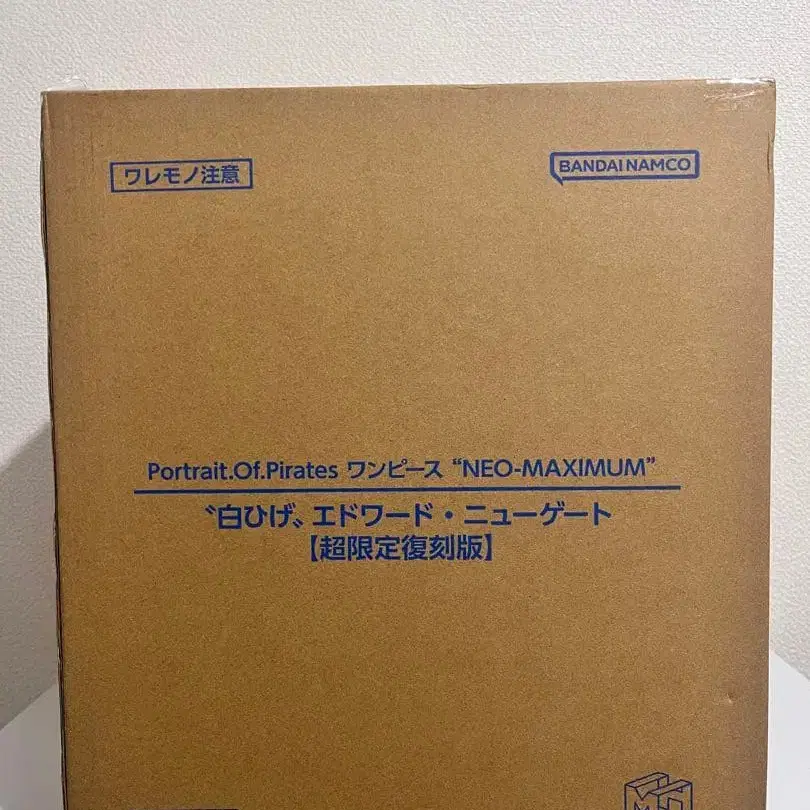 ワレモノ注意
BANDAI NAMCO
Portrait.Of.Pirates ワンピース “NEO-MAXIMUM”
〝白ひげ〟エドワード・ニューゲート
【超限定復刻版】